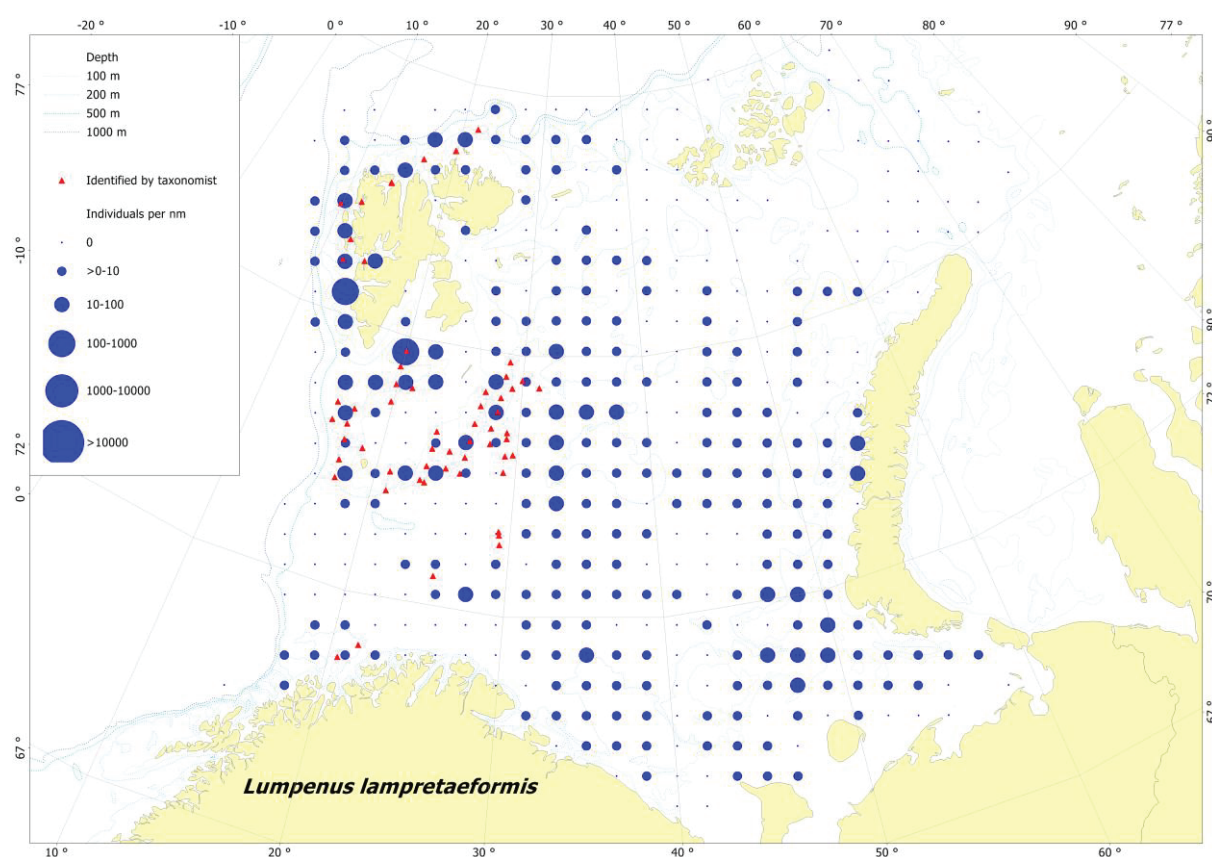 -20 ° -10 ° 0 ° 10 ° 20 ° 30 ° 40 ° 50 ° 60 ° 70 ° 80 ° 90 ° 77 °
77 °
-10 °
72 °
0 °
67 °
Depth
100 m
200 m
500 m
1000 m
Identified by taxonomist
Individuals per nm
0
>0-10
10-100
100-1000
1000-10000
>10000
90 °
80 °
72 °
70 °
67 °
Lumpenus lampretaeformis
10 ° 20 ° 30 ° 40 ° 50 ° 60 °